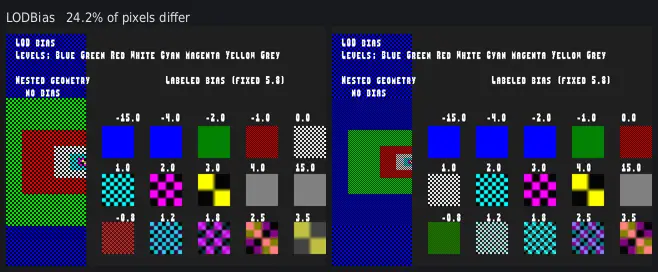 LODBias 24.2% of pixels differ
LOD BIAS
LEVELS: BLUE GREEN RED WHITE CYAN MAGENTA YELLOW GREY
NESTED GEOMETRY LABELED BIAS (FIXED 5.8)
NO BIAS
-15.0 -4.0 -2.0 -1.0 0.0
1.0 2.0 3.0 4.0 15.0
-0.8 1.2 1.8 2.5 3.5
LOD BIAS
LEVELS: BLUE GREEN RED WHITE CYAN MAGENTA YELLOW GREY
NESTED GEOMETRY LABELED BIAS (FIXED 5.8)
NO BIAS
-15.0 -4.0 -2.0 -1.0 0.0
1.0 2.0 3.0 4.0 15.0
-0.8 1.2 1.8 2.5 3.5